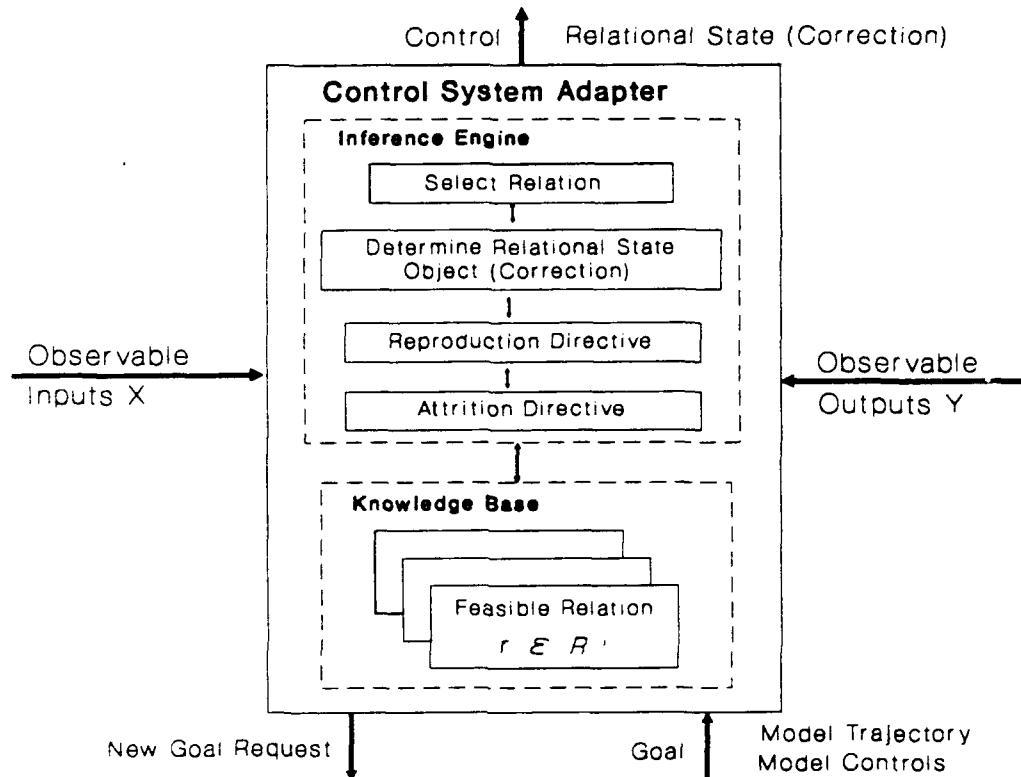 Control Relational State (Correction)
Control System Adapter
Inference Engine
Select Relation
Determine Relational State
Object (Correction)
Reproduction Directive
Attrition Directive
Observable
Inputs X
Observable
Outputs Y
Knowledge Base
Feasible Relation
r ε R '
New Goal Request
Goal
Model Trajectory
Model Controls